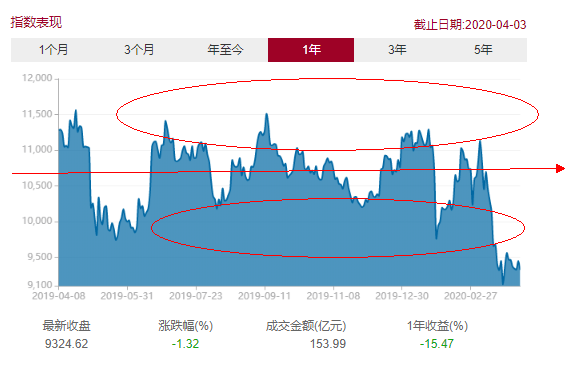 指数表现
截止日期:2020-04-03
1个月 3个月 年至今 1年 3年 5年
12,000
11,500
11,000
10,500
10,000
9,500
9,100
2019-04-08 2019-05-31 2019-07-23 2019-09-11 2019-11-08 2019-12-30 2020-02-27
最新收盘 涨跌幅(%) 成交金额(亿元) 1年收益(%)
9324.62 -1.32 153.99 -15.47